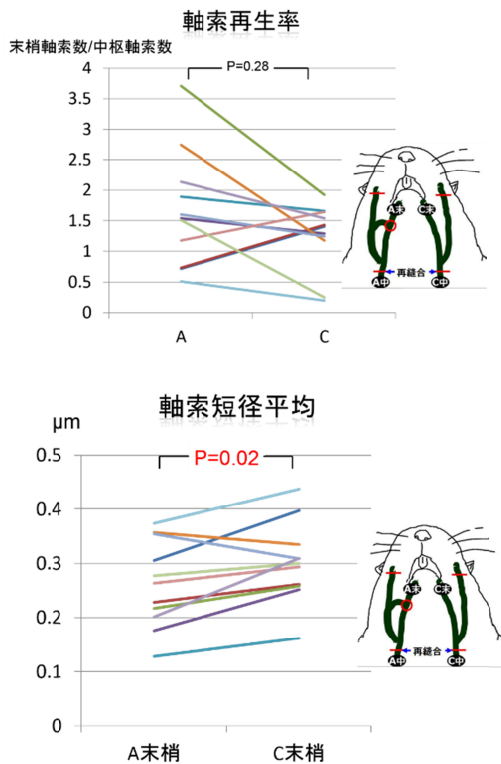 軸索再生率
末梢軸索数/中枢軸索数
P=0.28
4
3.5
3
2.5
2
1.5
1
0.5
0
A
C
A末
C末
再縫合
A中
C中
軸索短径平均
μm
P=0.02
0.5
0.4
0.3
0.2
0.1
0
A末梢
C末梢
A末
C末
再縫合
A中
C中